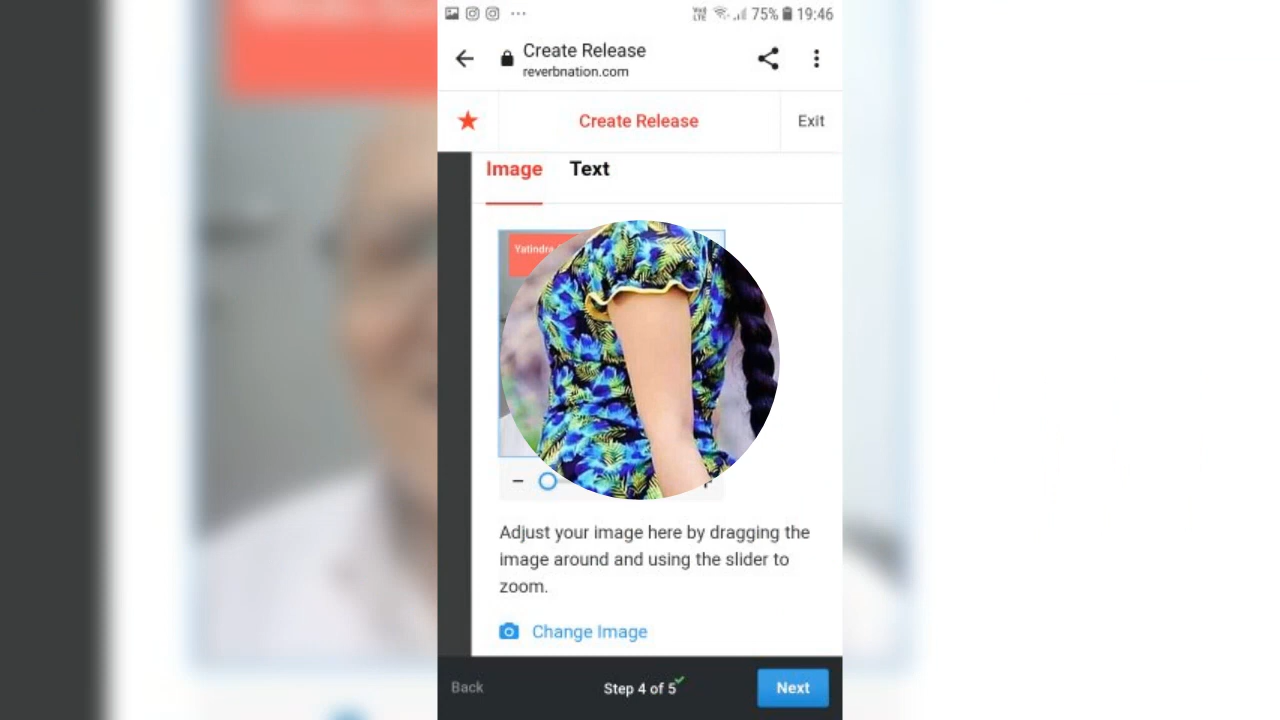 75% 19:46
Create Release
reverbnation.com
Create Release
Exit
Image Text
Yatindra
Adjust your image here by dragging the
image around and using the slider to
zoom.
Change Image
Back
Step 4 of 5
Next